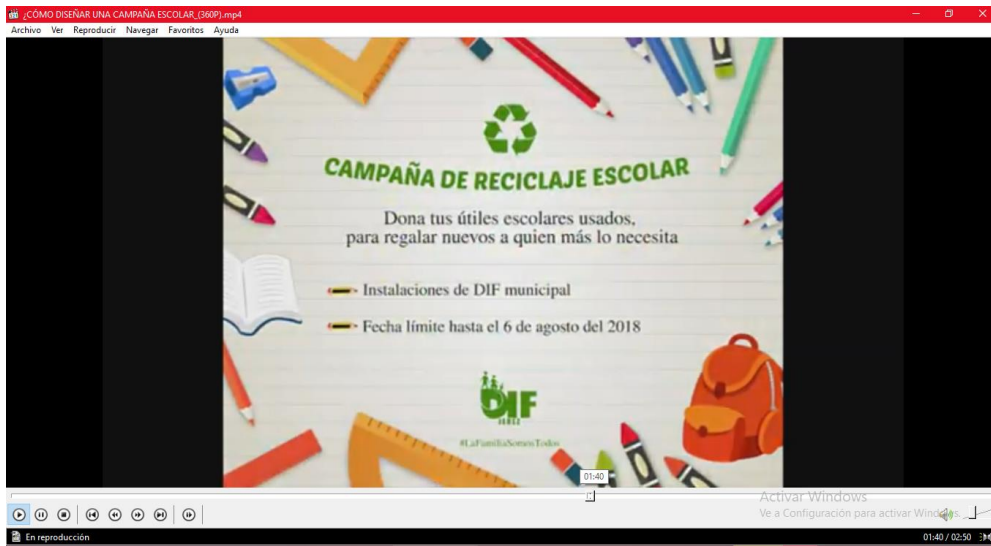 ¿CÓMO DISEÑAR UNA CAMPAÑA ESCOLAR_(360P).mp4
Archivo Ver Reproducir Navegar Favoritos Ayuda
CAMPAÑA DE RECICLAJE ESCOLAR
Dona tus útiles escolares usados,
para regalar nuevos a quien más lo necesita
Instalaciones de DIF municipal
Fecha límite hasta el 6 de agosto del 2018
DIF
#LaFamiliaSomosTodos
01:40
Activar Windows
Ve a Configuración para activar Windows.
En reproducción
01:40 / 02:50